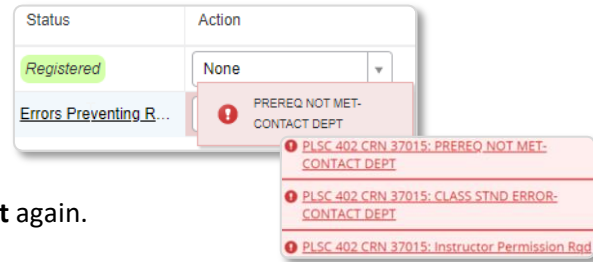 Status Action
Registered None
Errors Preventing R... PREREQ NOT MET-
CONTACT DEPT
PLSC 402 CRN 37015: PREREQ NOT MET-
CONTACT DEPT
PLSC 402 CRN 37015: CLASS STND ERROR-
CONTACT DEPT
PLSC 402 CRN 37015: Instructor Permission Rqd
t again.